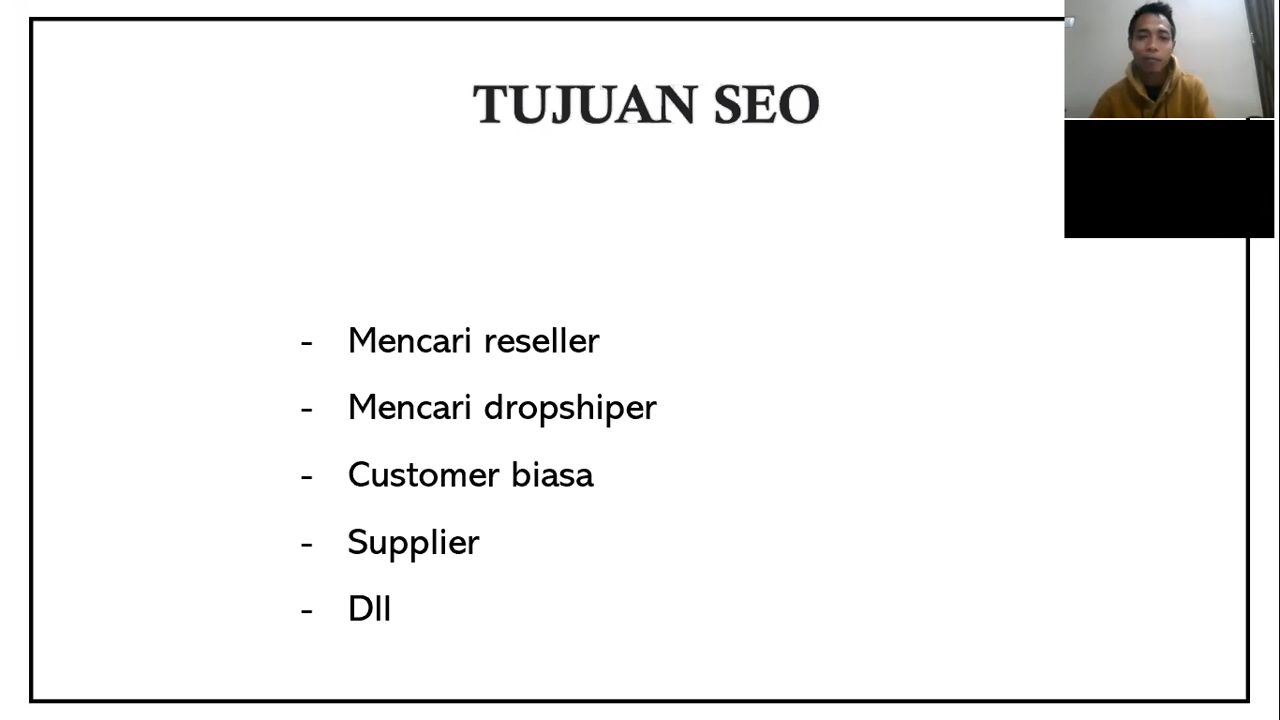 TUJUAN SEO
- Mencari reseller
- Mencari dropshiper
- Customer biasa
- Supplier
- Dll